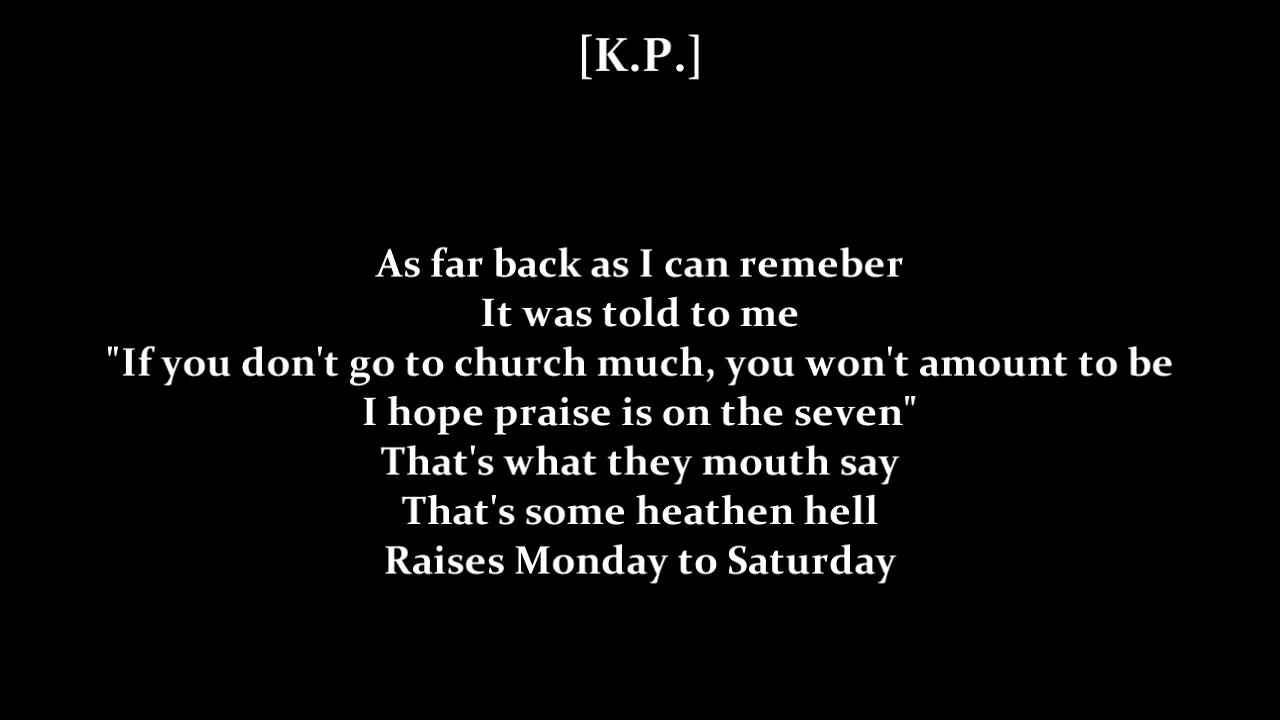 [K.P.]
As far back as I can remeber
It was told to me
"If you don't go to church much, you won't amount to be
I hope praise is on the seven"
That's what they mouth say
That's some heathen hell
Raises Monday to Saturday